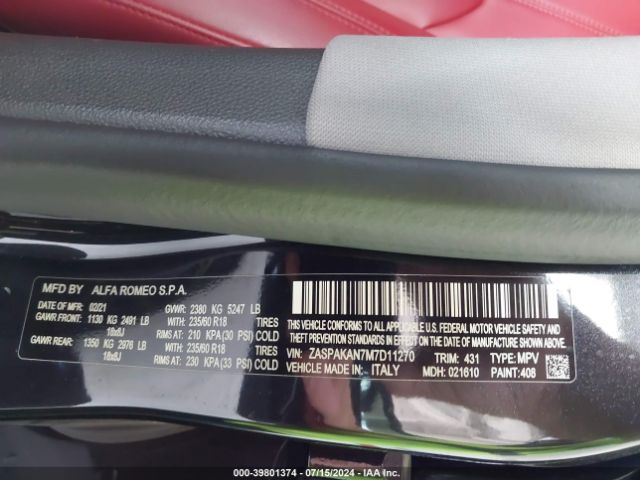 MFD BY ALFA ROMEO S.P.A.
DATE OF MFR 02/21 GVWR: 2380 KG 5247 LB
GAWR FRONT: 1130 KG 2491 LB WITH: 235/60 R18 TIRES
18x8J RIMS AT: 210 KPA(30 PSI) COLD
GAWR REAR: 1350 KG 2976 LB WITH: 235/60 R18 TIRES
18x8J RIMS AT: 230 KPA(33 PSI) COLD
THIS VEHICLE CONFORMS TO ALL APPLICABLE U.S.
FEDERAL MOTOR VEHICLE SAFETY, BUMPER AND
THEFT PREVENTION STANDARDS IN EFFECT ON THE
DATE OF MANUFACTURE SHOWN ABOVE
VIN: ZASPAKAN7M7D11270 TRIM: 431 TYPE: MPV
VEHICLE MADE IN: ITALY MDH: 021610 PAINT: 408
000-39801374 - 07/15/2024 - © IAA Holdings, LLC